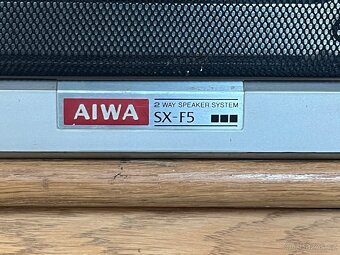 AIWA
2 WAY SPEAKER SYSTEM
SX-F5 ■■■